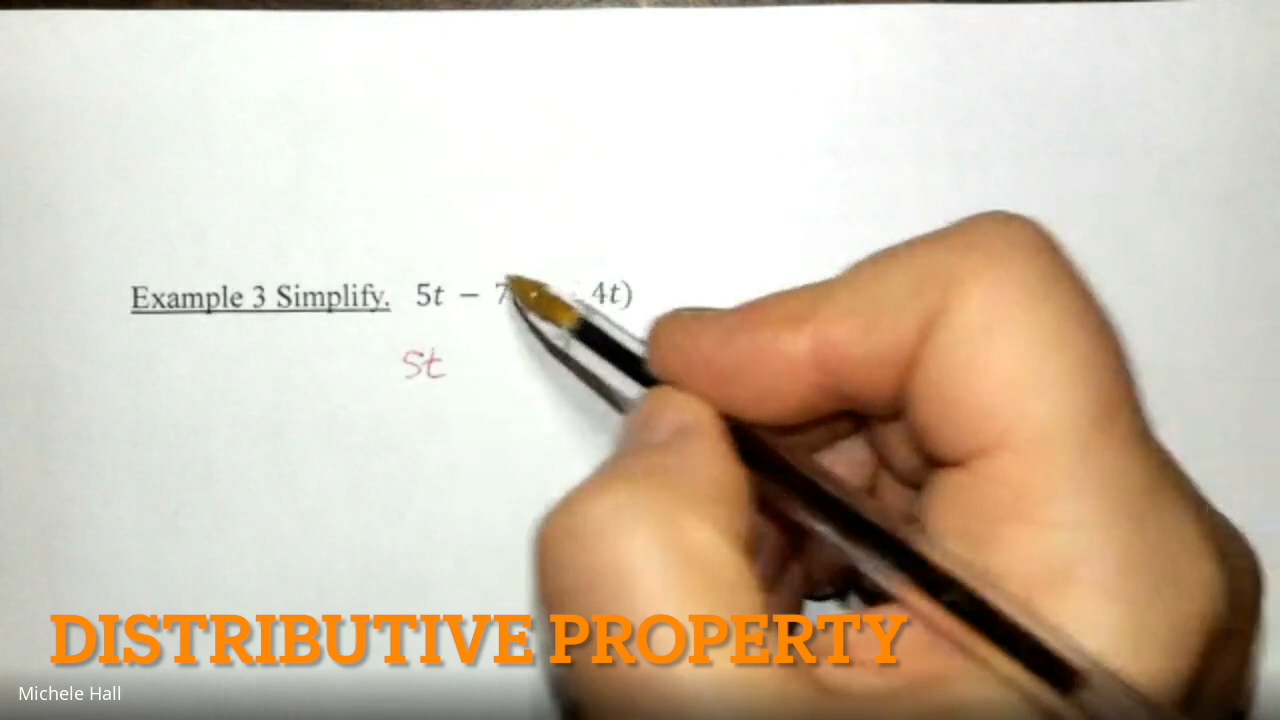 Example 3 Simplify. 5t − 7 4t)
5t
DISTRIBUTIVE PROPERTY
Michele Hall